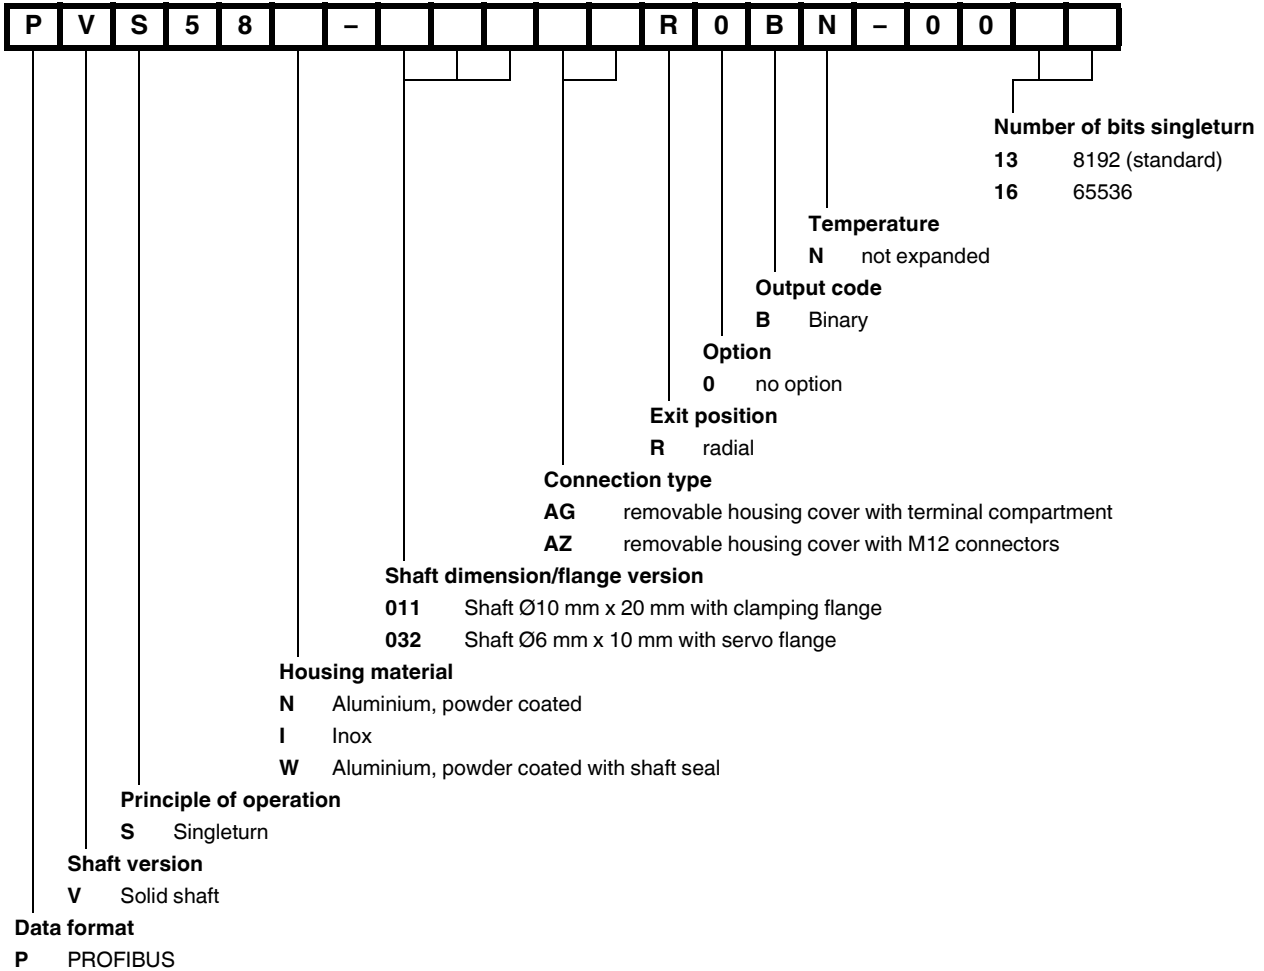 P V S 5 8 – R 0 B N – 0 0
Number of bits singleturn
13 8192 (standard)
16 65536
Temperature
N not expanded
Output code
B Binary
Option
0 no option
Exit position
R radial
Connection type
AG removable housing cover with terminal compartment
AZ removable housing cover with M12 connectors
Shaft dimension/flange version
011 Shaft Ø10 mm x 20 mm with clamping flange
032 Shaft Ø6 mm x 10 mm with servo flange
Housing material
N Aluminium, powder coated
I Inox
W Aluminium, powder coated with shaft seal
Principle of operation
S Singleturn
Shaft version
V Solid shaft
Data format
P PROFIBUS